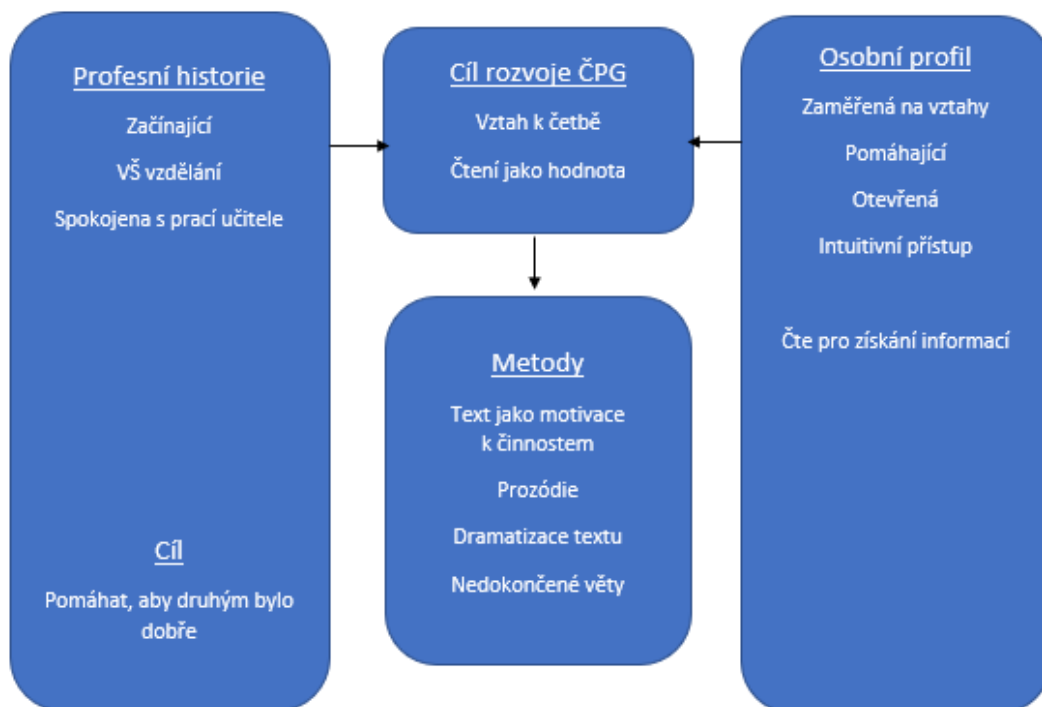 Profesní historie
Začínající
VŠ vzdělání
Spokojena s prací učitele
Cíl
Pomáhat, aby druhým bylo
dobře
Cíl rozvoje ČPG
Vztah k četbě
Čtení jako hodnota
Metody
Text jako motivace
k činnostem
Prozódie
Dramatizace textu
Nedokončené věty
Osobní profil
Zaměřená na vztahy
Pomáhající
Otevřená
Intuitivní přístup
Čte pro získání informací